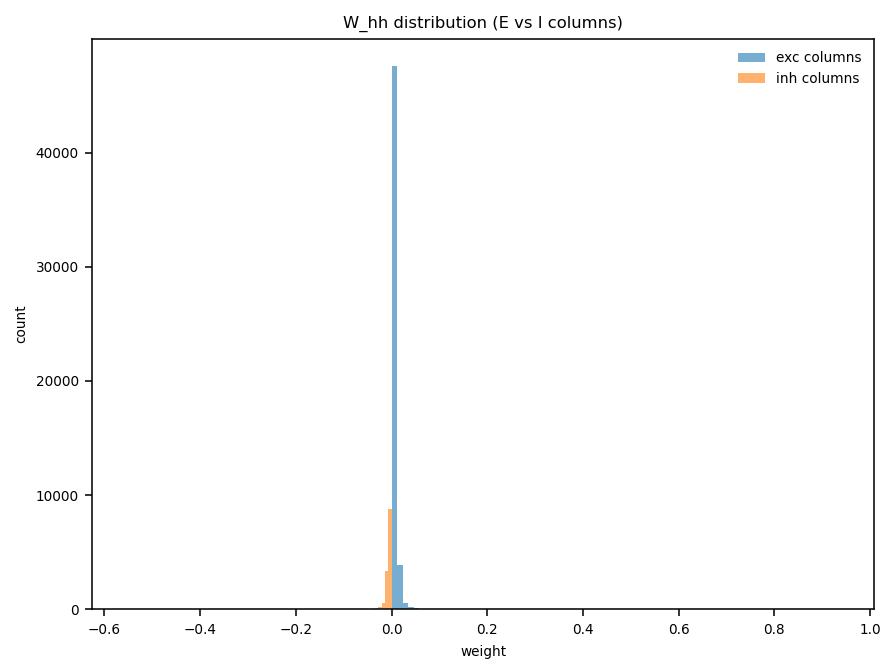 W_hh distribution (E vs I columns)
exc columns
inh columns
count
40000
30000
20000
10000
0
−0.6 −0.4 −0.2 0.0 0.2 0.4 0.6 0.8 1.0
weight